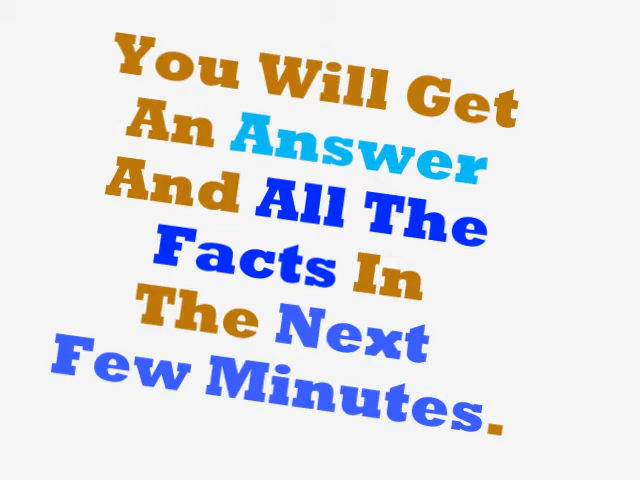 You Will Get
An Answer
And All The
Facts In
The Next
Few Minutes.